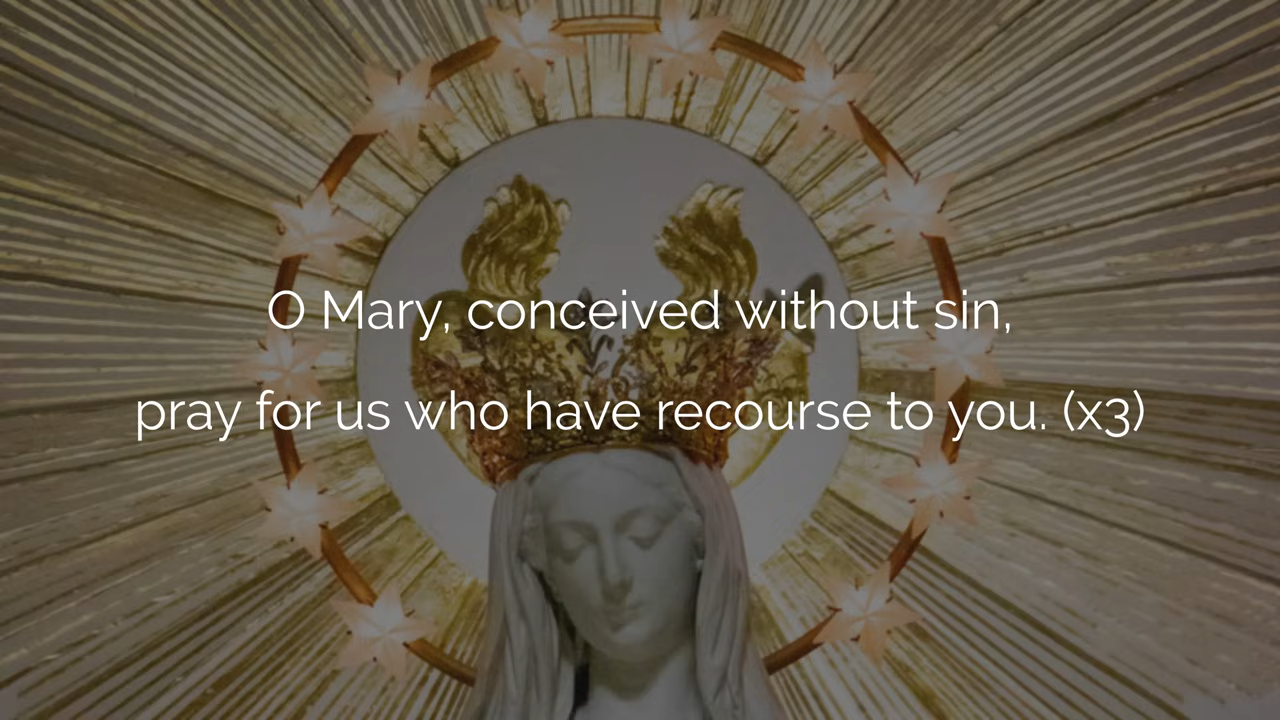 O Mary, conceived without sin,
pray for us who have recourse to you. (x3)